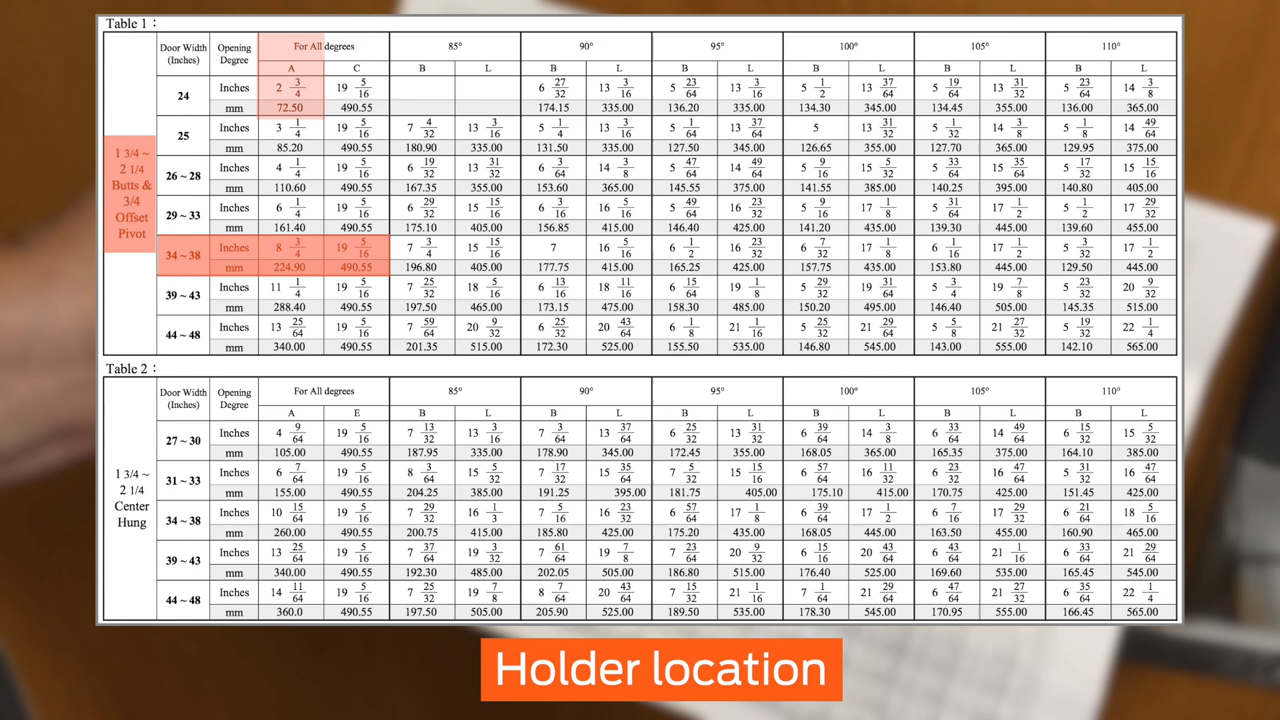 Table 1 :
Door Width (Inches) Opening Degree For All degrees 85° 90° 95° 100° 105° 110°
A C B L B L B L B L B L B L
1 3/4 ~ 2 1/4 Butts & 3/4 Offset Pivot
24 Inches 2 3/4 19 5/16 6 27/32 13 3/16 5 23/64 13 3/16 5 1/2 13 37/64 5 19/64 13 31/32 5 23/64 14 3/8
mm 72.50 490.55 174.15 335.00 136.20 335.00 134.30 345.00 134.45 355.00 136.00 365.00
25 Inches 3 1/4 19 5/16 7 4/32 13 3/16 5 1/4 13 3/16 5 1/64 13 37/64 5 13 31/32 5 1/32 14 3/8 5 1/8 14 49/64
mm 85.20 490.55 180.90 335.00 131.50 335.00 127.50 345.00 126.65 355.00 127.70 365.00 129.95 375.00
26 ~ 28 Inches 4 1/4 19 5/16 6 19/32 13 31/32 6 3/64 14 3/8 5 47/64 14 49/64 5 9/16 15 5/32 5 33/64 15 35/64 5 17/32 15 15/16
mm 110.60 490.55 167.35 355.00 153.60 365.00 145.55 375.00 141.55 385.00 140.25 395.00 140.80 405.00
29 ~ 33 Inches 6 1/4 19 5/16 6 29/32 15 15/16 6 3/16 16 5/16 5 49/64 16 23/32 5 9/16 17 1/8 5 31/64 17 1/2 5 1/2 17 29/32
mm 161.40 490.55 175.10 405.00 156.85 415.00 146.40 425.00 141.20 435.00 139.30 445.00 139.60 455.00
34 ~ 38 Inches 8 3/4 19 5/16 7 3/4 15 15/16 7 16 5/16 6 1/2 16 23/32 6 7/32 17 1/8 6 1/16 17 1/2 5 3/32 17 1/2
mm 224.90 490.55 196.80 405.00 177.75 415.00 165.25 425.00 157.75 435.00 153.80 445.00 129.50 445.00
39 ~ 43 Inches 11 1/4 19 5/16 7 25/32 18 5/16 6 13/16 18 11/16 6 15/64 19 1/8 5 29/32 19 31/64 5 3/4 19 7/8 5 23/32 20 9/32
mm 288.40 490.55 197.50 465.00 173.15 475.00 158.30 485.00 150.20 495.00 146.40 505.00 145.35 515.00
44 ~ 48 Inches 13 25/64 19 5/16 7 59/64 20 9/32 6 25/32 20 43/64 6 1/8 21 1/16 5 25/32 21 29/64 5 5/8 21 27/32 5 19/32 22 1/4
mm 340.00 490.55 201.35 515.00 172.30 525.00 155.50 535.00 146.80 545.00 143.00 555.00 142.10 565.00
Table 2 :
Door Width (Inches) Opening Degree For All degrees 85° 90° 95° 100° 105° 110°
A E B L B L B L B L B L B L
1 3/4 ~ 2 1/4 Center Hung
27 ~ 30 Inches 4 9/64 19 5/16 7 13/32 13 3/16 7 3/64 13 37/64 6 25/32 13 31/32 6 39/64 14 3/8 6 33/64 14 49/64 6 15/32 15 5/32
mm 105.00 490.55 187.95 335.00 178.90 345.00 172.45 355.00 168.05 365.00 165.35 375.00 164.10 385.00
31 ~ 33 Inches 6 7/64 19 5/16 8 3/64 15 5/32 7 17/32 15 35/64 7 5/32 15 15/16 6 57/64 16 11/32 6 23/32 16 47/64 5 31/32 16 47/64
mm 155.00 490.55 204.25 385.00 191.25 395.00 181.75 405.00 175.10 415.00 170.75 425.00 151.45 425.00
34 ~ 38 Inches 10 15/64 19 5/16 7 29/32 16 1/3 7 5/16 16 23/32 6 57/64 17 1/8 6 39/64 17 1/2 6 7/16 17 29/32 6 21/64 18 5/16
mm 260.00 490.55 200.75 415.00 185.80 425.00 175.20 435.00 168.05 445.00 163.50 455.00 160.90 465.00
39 ~ 43 Inches 13 25/64 19 5/16 7 37/64 19 3/32 7 61/64 19 7/8 7 23/64 20 9/32 6 15/16 20 43/64 6 43/64 21 1/16 6 33/64 21 29/64
mm 340.00 490.55 192.30 485.00 202.05 505.00 186.80 515.00 176.40 525.00 169.60 535.00 165.45 545.00
44 ~ 48 Inches 14 11/64 19 5/16 7 25/32 19 7/8 8 7/64 20 43/64 7 15/32 21 1/16 7 1/64 21 29/64 6 47/64 21 27/32 6 35/64 22 1/4
mm 360.0 490.55 197.50 505.00 205.90 525.00 189.50 535.00 178.30 545.00 170.95 555.00 166.45 565.00
Holder location